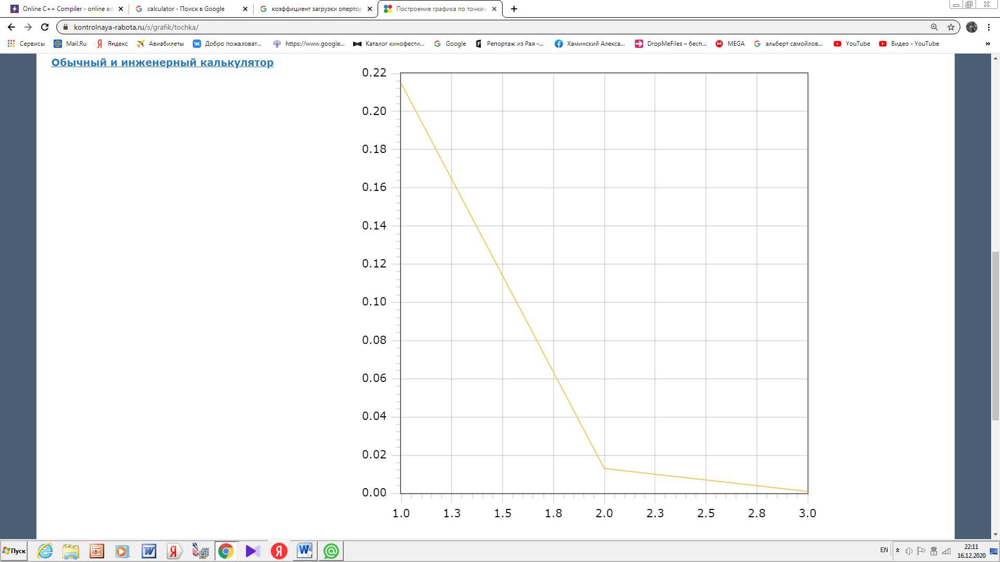 Online C++ Compiler - online ed
calculator - Поиск в Google
коэффициент загрузки опертор
Построение графика по точкам
kontrolnaya-rabota.ru/s/grafik/tochka/
Сервисы
Mail.Ru
Яндекс
Авиабилеты
Добро пожаловат...
https://www.google...
Каталог кинофести...
Google
Репортаж из Рая -...
Хаминский Алекса...
DropMeFiles – бесп...
MEGA
альберт самойлов...
YouTube
Видео - YouTube
»
Обычный и инженерный калькулятор
0.22
0.20
0.18
0.16
0.14
0.12
0.10
0.08
0.06
0.04
0.02
0.00
1.0 1.3 1.5 1.8 2.0 2.3 2.5 2.8 3.0
Пуск
EN
22:11
16.12.2020